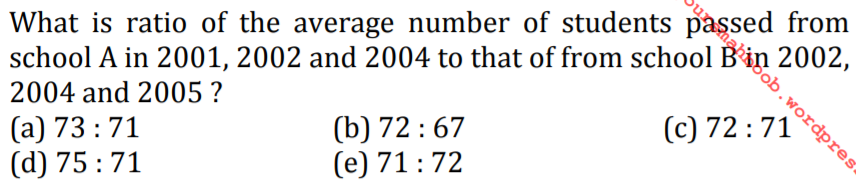 What is ratio of the average number of students passed from
school A in 2001, 2002 and 2004 to that of from school B in 2002,
2004 and 2005 ?
(a) 73 : 71 (b) 72 : 67 (c) 72 : 71
(d) 75 : 71 (e) 71 : 72